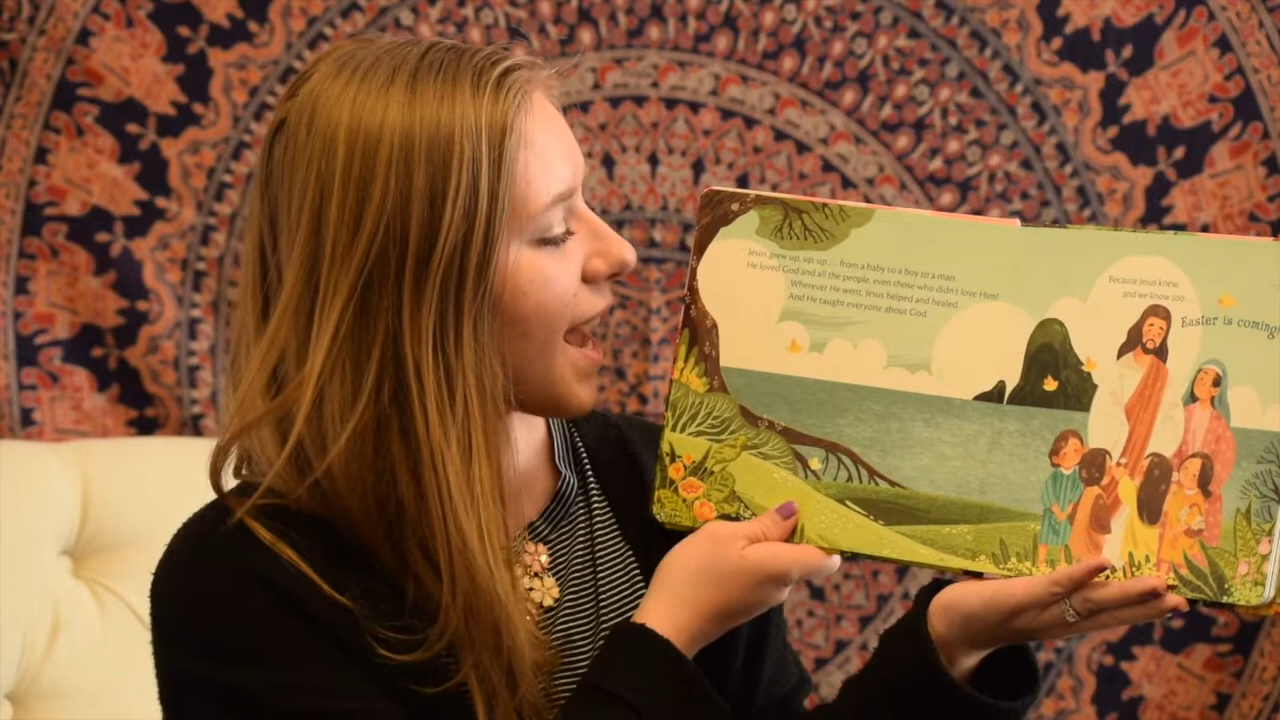 Jesus grew up, up, up... from a baby to a boy to a man.
He loved God and all the people, even those who didn't love Him!
Wherever He went, Jesus helped and healed.
And He taught everyone about God.
Because Jesus knew,
and we know too...
Easter is coming!